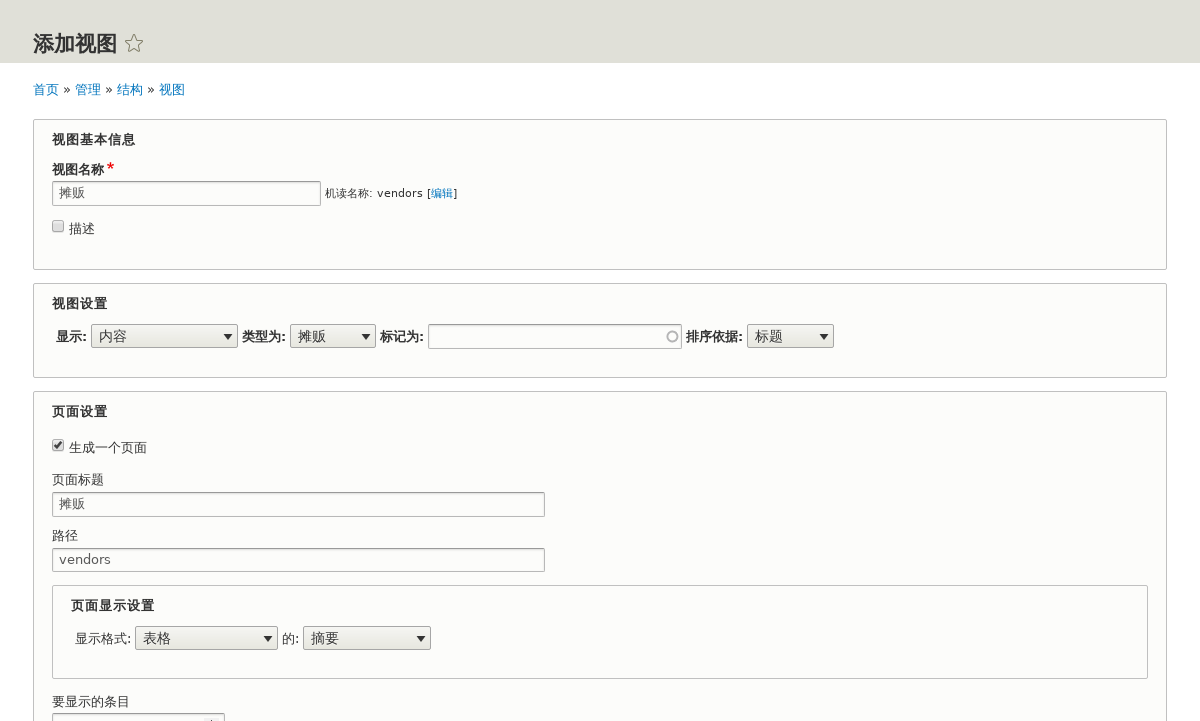 添加视图
首页 » 管理 » 结构 » 视图
视图基本信息
视图名称*
摊贩 机读名称: vendors [编辑]
描述
视图设置
显示: 内容 类型为: 摊贩 标记为: 排序依据: 标题
页面设置
生成一个页面
页面标题
摊贩
路径
vendors
页面显示设置
显示格式: 表格 的: 摘要
要显示的条目